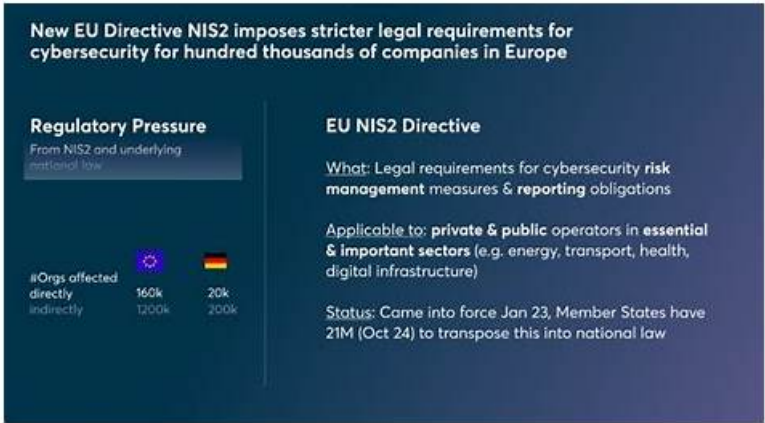 New EU Directive NIS2 imposes stricter legal requirements for
cybersecurity for hundred thousands of companies in Europe
Regulatory Pressure
From NIS2 and underlying
national law
#Orgs affected
directly 160k 20k
indirectly 1200k 200k
EU NIS2 Directive
What: Legal requirements for cybersecurity risk
management measures & reporting obligations
Applicable to: private & public operators in essential
& important sectors (e.g. energy, transport, health,
digital infrastructure)
Status: Came into force Jan 23, Member States have
21M (Oct 24) to transpose this into national law